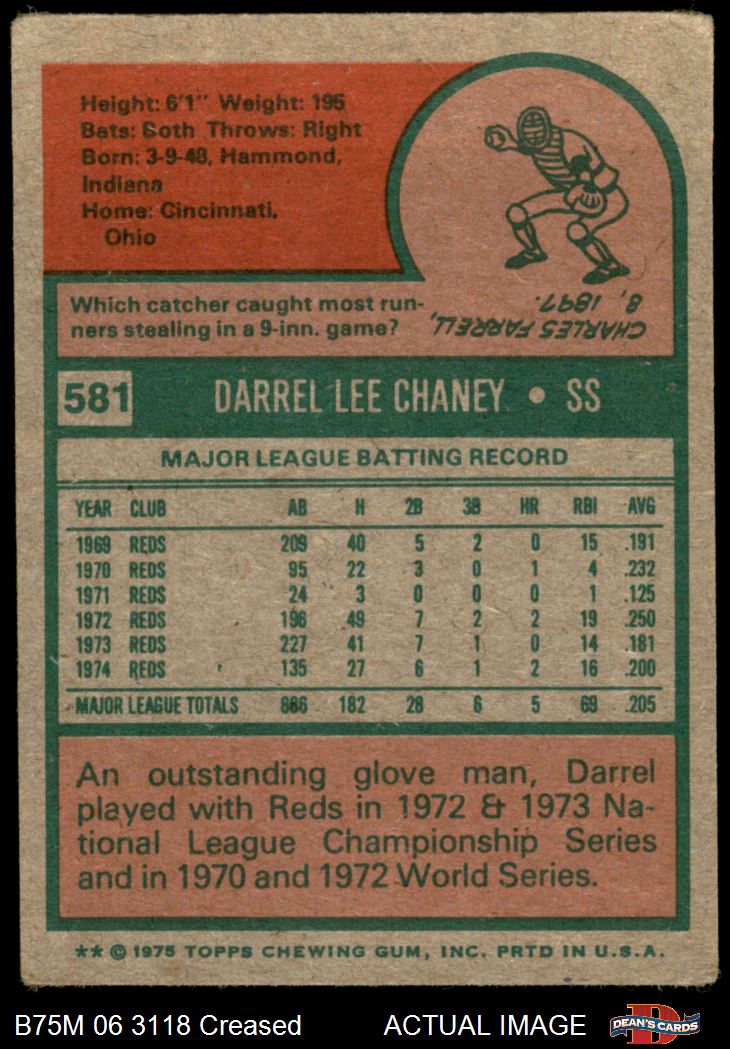 Height: 6'1" Weight: 195
Bats: Both Throws: Right
Born: 3-9-48, Hammond,
Indiana
Home: Cincinnati,
Ohio
Which catcher caught most run-
ners stealing in a 9-inn. game?
CHARLES FARRELL,
8, 1897.
581 DARREL LEE CHANEY • SS
MAJOR LEAGUE BATTING RECORD
YEAR CLUB AB H 2B 3B HR RBI AVG
1969 REDS 209 40 5 2 0 15 .191
1970 REDS 95 22 3 0 1 4 .232
1971 REDS 24 3 0 0 0 1 .125
1972 REDS 196 49 7 2 2 19 .250
1973 REDS 227 41 7 1 0 14 .181
1974 REDS 135 27 6 1 2 16 .200
MAJOR LEAGUE TOTALS 886 182 28 6 5 69 .205
An outstanding glove man, Darrel
played with Reds in 1972 & 1973 Na-
tional League Championship Series
and in 1970 and 1972 World Series.
** © 1975 TOPPS CHEWING GUM, INC. PRTD IN U.S.A.
B75M 06 3118 Creased ACTUAL IMAGE DEAN'S CARDS